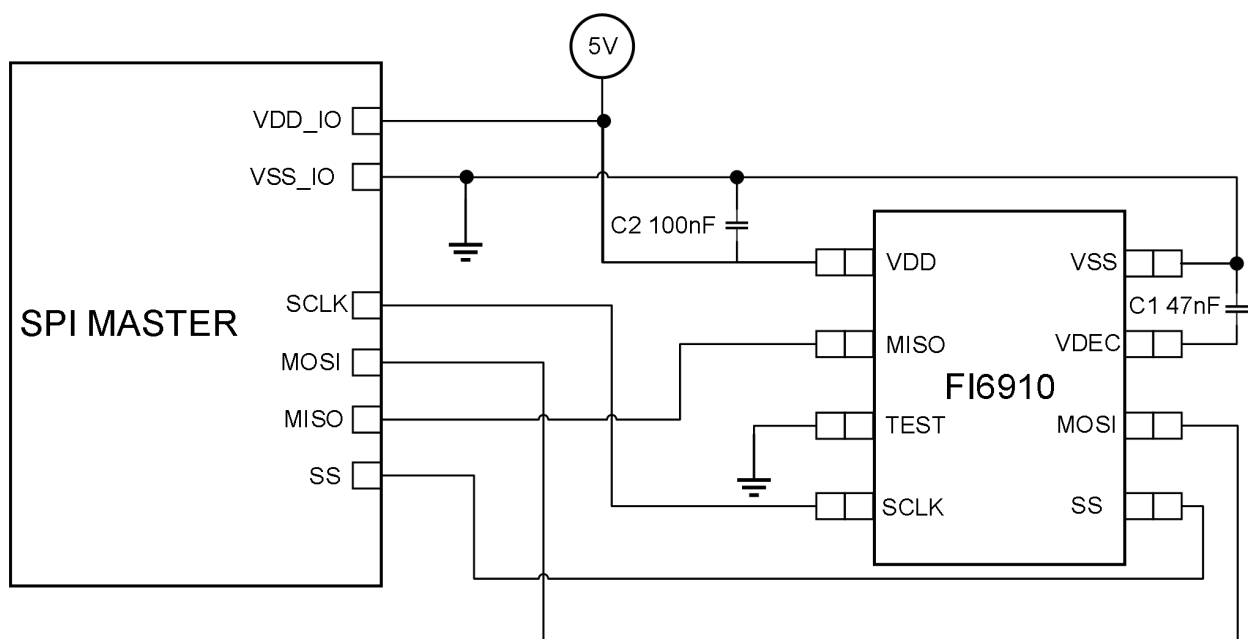 5V
VDD_IO
VSS_IO
C2 100nF
VDD
VSS
SCLK
C1 47nF
SPI MASTER
MOSI
MISO
VDEC
FI6910
MISO
TEST
MOSI
SS
SCLK
SS